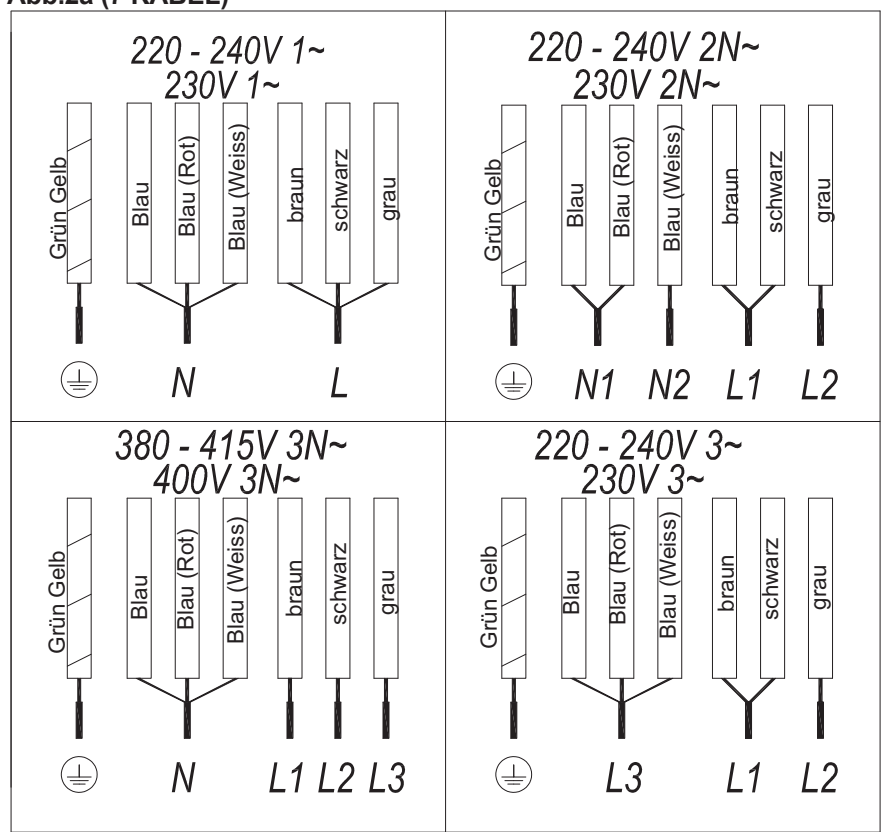 Abb.2a (7 KABEL)
220 - 240V 1~
230V 1~
Grün Gelb
Blau
Blau (Rot)
Blau (Weiss)
braun
schwarz
grau
N
L
220 - 240V 2N~
230V 2N~
Grün Gelb
Blau
Blau (Rot)
Blau (Weiss)
braun
schwarz
grau
N1
N2
L1
L2
380 - 415V 3N~
400V 3N~
Grün Gelb
Blau
Blau (Rot)
Blau (Weiss)
braun
schwarz
grau
N
L1
L2
L3
220 - 240V 3~
230V 3~
Grün Gelb
Blau
Blau (Rot)
Blau (Weiss)
braun
schwarz
grau
L3
L1
L2